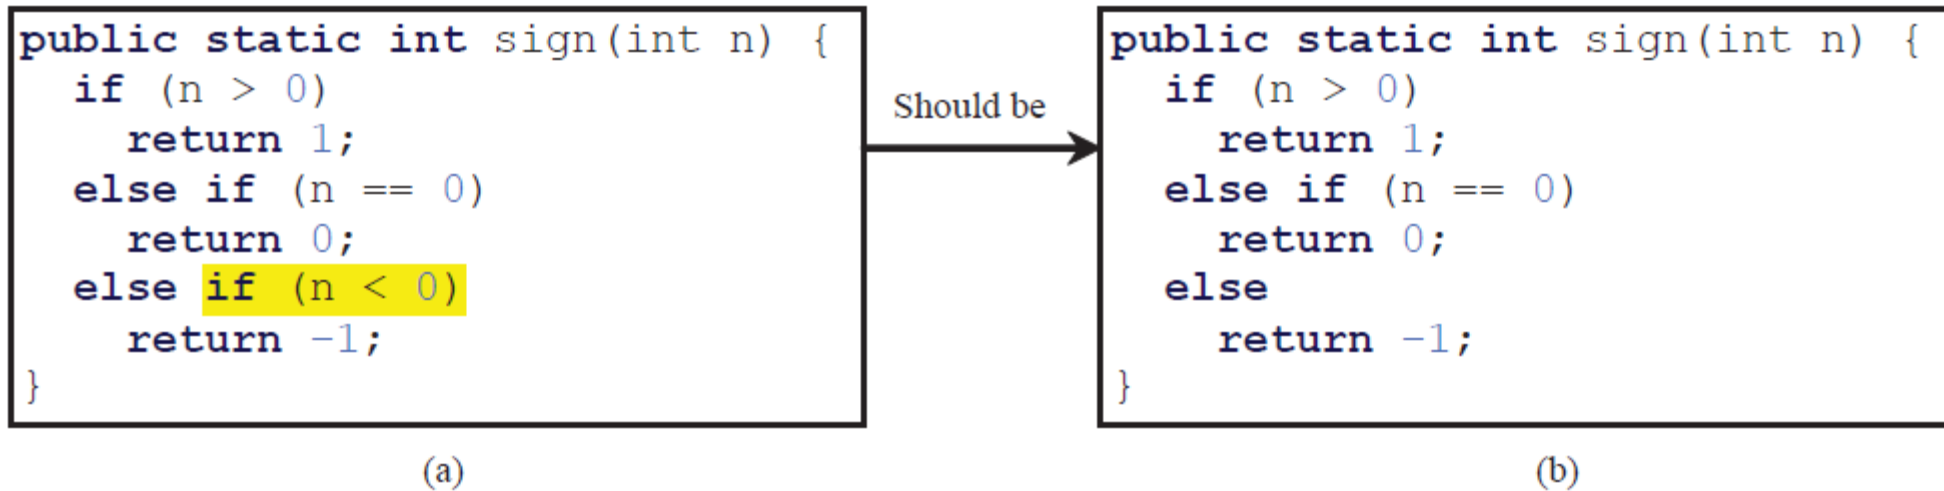 public static int sign(int n) {
  if (n > 0)
    return 1;
  else if (n == 0)
    return 0;
  else if (n < 0)
    return -1;
}
(a)
Should be
public static int sign(int n) {
  if (n > 0)
    return 1;
  else if (n == 0)
    return 0;
  else
    return -1;
}
(b)